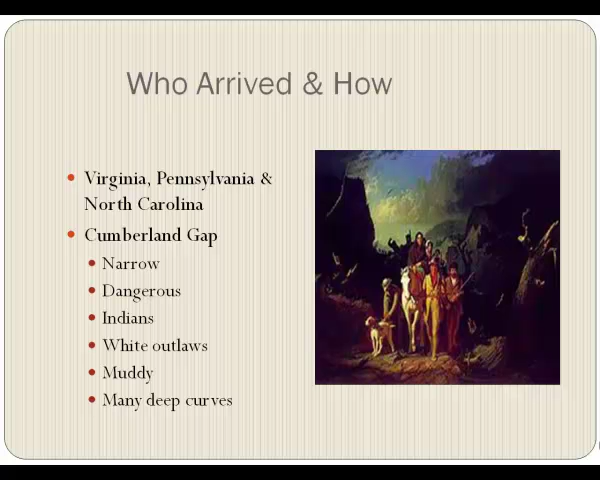 Who Arrived & How
Virginia, Pennsylvania &
North Carolina
Cumberland Gap
Narrow
Dangerous
Indians
White outlaws
Muddy
Many deep curves